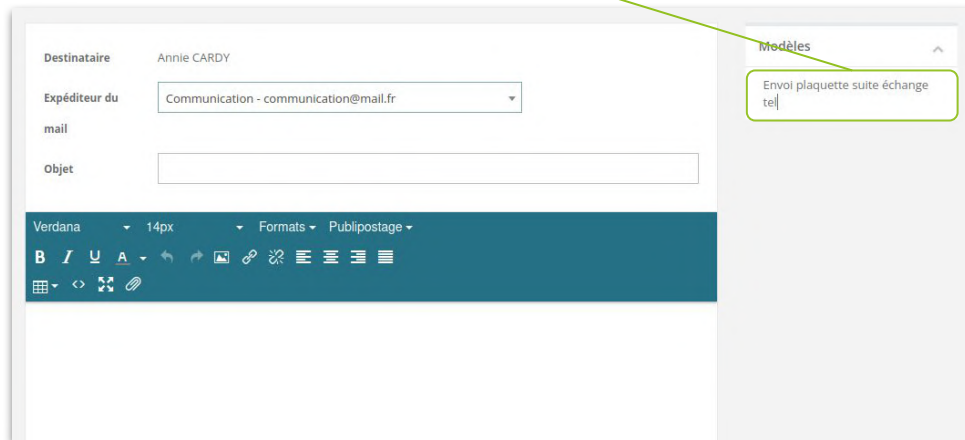 Destinataire Annie CARDY
Expéditeur du mail Communication - communication@mail.fr
Objet
Verdana 14px Formats Publipostage
B I U A
Modèles
Envoi plaquette suite échange
tel